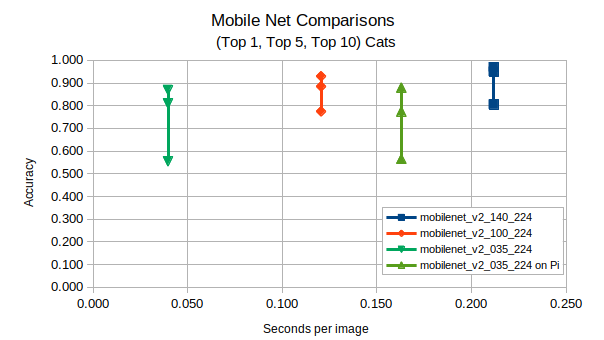 Mobile Net Comparisons
(Top 1, Top 5, Top 10) Cats
1.000
0.900
0.800
0.700
0.600
0.500
0.400
0.300
0.200
0.100
0.000
Accuracy
mobilenet_v2_140_224
mobilenet_v2_100_224
mobilenet_v2_035_224
mobilenet_v2_035_224 on Pi
0.000 0.050 0.100 0.150 0.200 0.250
Seconds per image